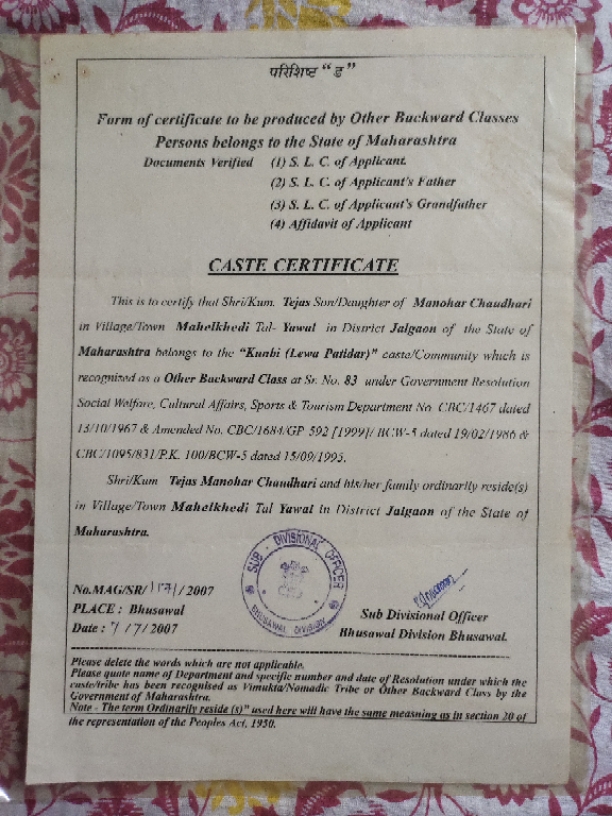 परिशिष्ट “ड”
Form of certificate to be produced by Other Backward Classes
Persons belongs to the State of Maharashtra
Documents Verified (1) S. L. C. of Applicant.
(2) S. L. C. of Applicant's Father
(3) S. L. C. of Applicant's Grandfather
(4) Affidavit of Applicant
CASTE CERTIFICATE
This is to certify that Shri/Kum. Tejas Son/Daughter of Manohar Chaudhari
in Village/Town Mahelkhedi Tal- Yawal in District Jalgaon of the State of
Maharashtra belongs to the “Kunbi (Lewa Patidar)” caste/Community which is
recognized as a Other Backward Class at Sr. No. 83 under Government Resolution
Social Welfare, Cultural Affairs, Sports & Tourism Department No. CBC/1467 dated
13/10/1967 & Amended No. CBC/1684/GP 592 [1999]/ BCW-5 dated 19/02/1986 &
CBC/1095/831/P.K. 100/BCW-5 dated 15/09/1995.
Shri/Kum Tejas Manohar Chaudhari and his/her family ordinarily reside(s)
in Village/Town Mahelkhedi Tal Yawal in District Jalgaon of the State of
Maharashtra.
SUB - DIVISIONAL OFFICER
BHUSAWAL DIVISION
No.MAG/SR/ /2007
PLACE : Bhusawal
Date : /7/2007
Sub Divisional Officer
Bhusawal Division Bhusawal.
Please delete the words which are not applicable.
Please quote name of Department and specific number and date of Resolution under which the
caste/tribe has been recognised as Vimukta/Nomadic Tribe or Other Backward Class by the
Government of Maharashtra.
Note - The term Ordinarily reside (s)" used here will have the same meaning as in section 20 of
the representation of the Peoples Act, 1950.